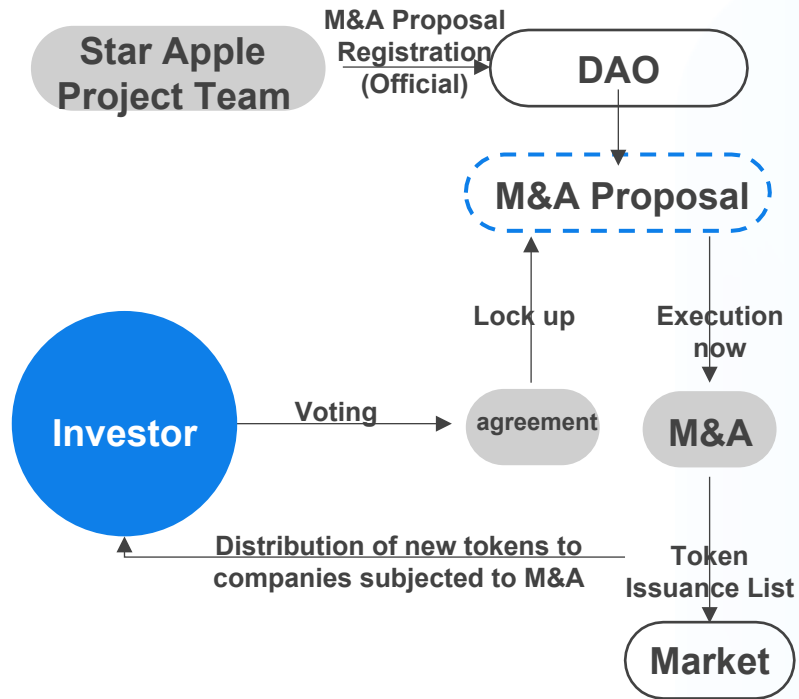 Star Apple
Project Team
M&A Proposal
Registration
(Official)
DAO
M&A Proposal
Lock up
Execution
now
Investor
Voting
agreement
M&A
Distribution of new tokens to
companies subjected to M&A
Token
Issuance List
Market